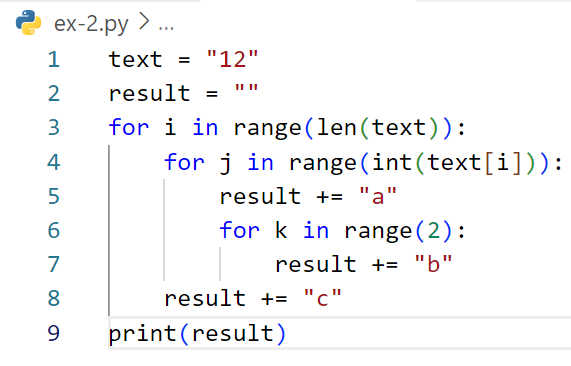 ex-2.py > ...
1 text = "12"
2 result = ""
3 for i in range(len(text)):
4     for j in range(int(text[i])):
5         result += "a"
6         for k in range(2):
7             result += "b"
8     result += "c"
9 print(result)